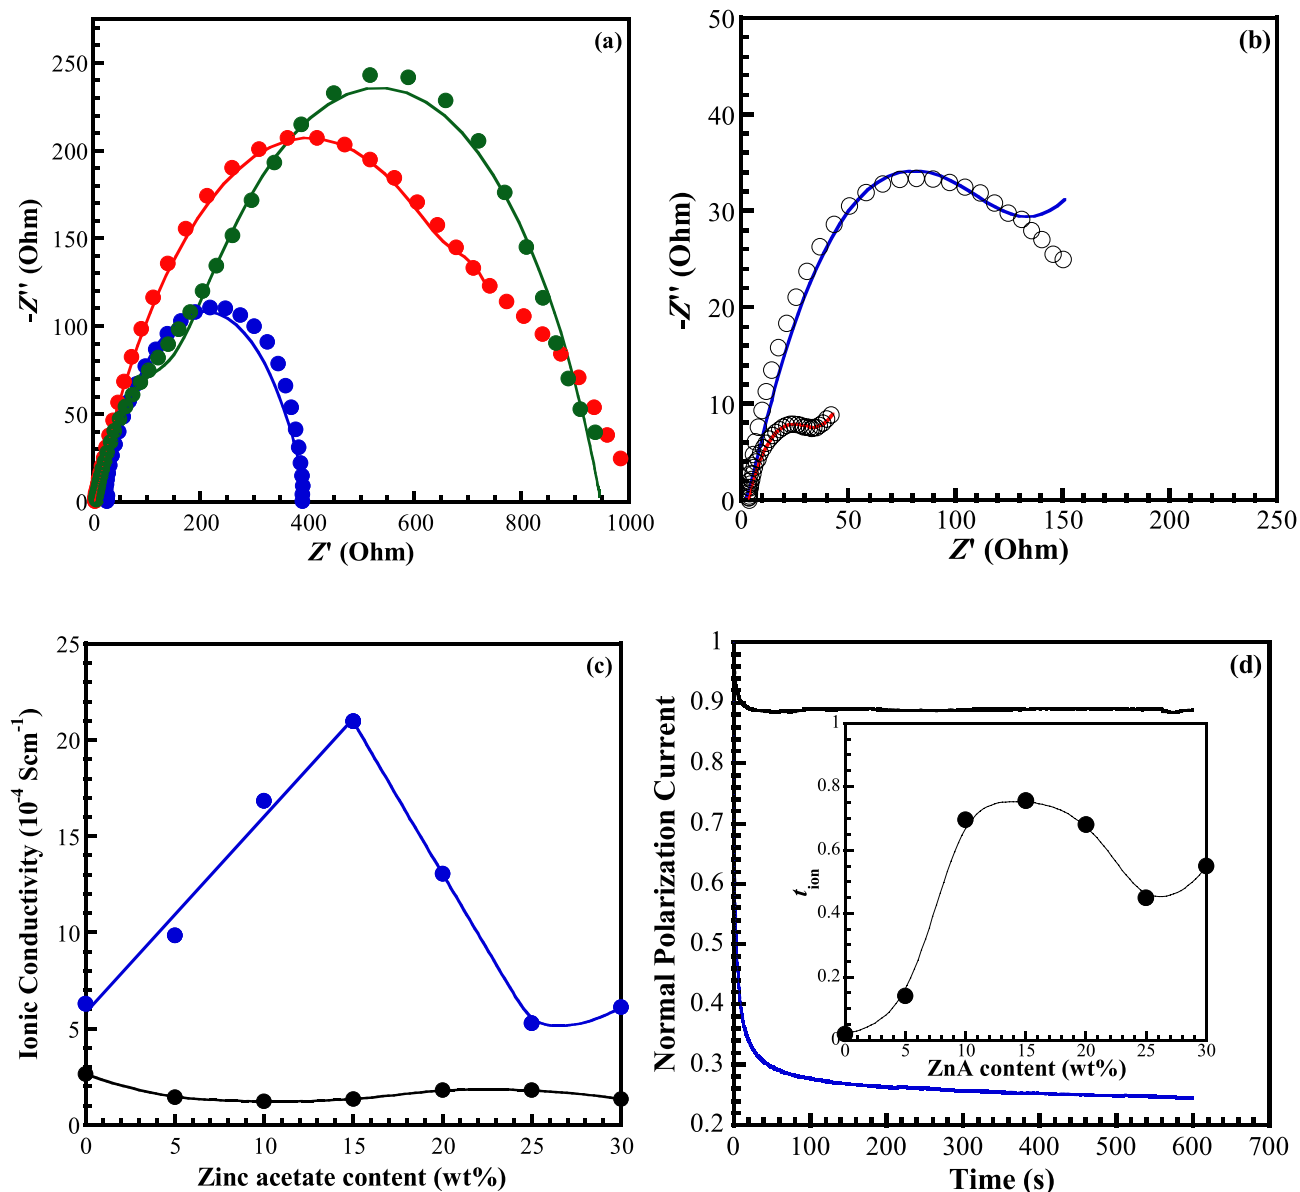 (a)
250
200
150
100
50
0
-Z'' (Ohm)
0 200 400 600 800 1000
Z' (Ohm)
(b)
50
40
30
20
10
0
-Z'' (Ohm)
0 50 100 150 200 250
Z' (Ohm)
(c)
25
20
15
10
5
0
Ionic Conductivity (10⁻⁴ Scm⁻¹)
0 5 10 15 20 25 30
Zinc acetate content (wt%)
(d)
1
0.9
0.8
0.7
0.6
0.5
0.4
0.3
0.2
Normal Polarization Current
0 100 200 300 400 500 600 700
Time (s)
1
0.8
0.6
0.4
0.2
0
t_ion
0 5 10 15 20 25 30
ZnA content (wt%)